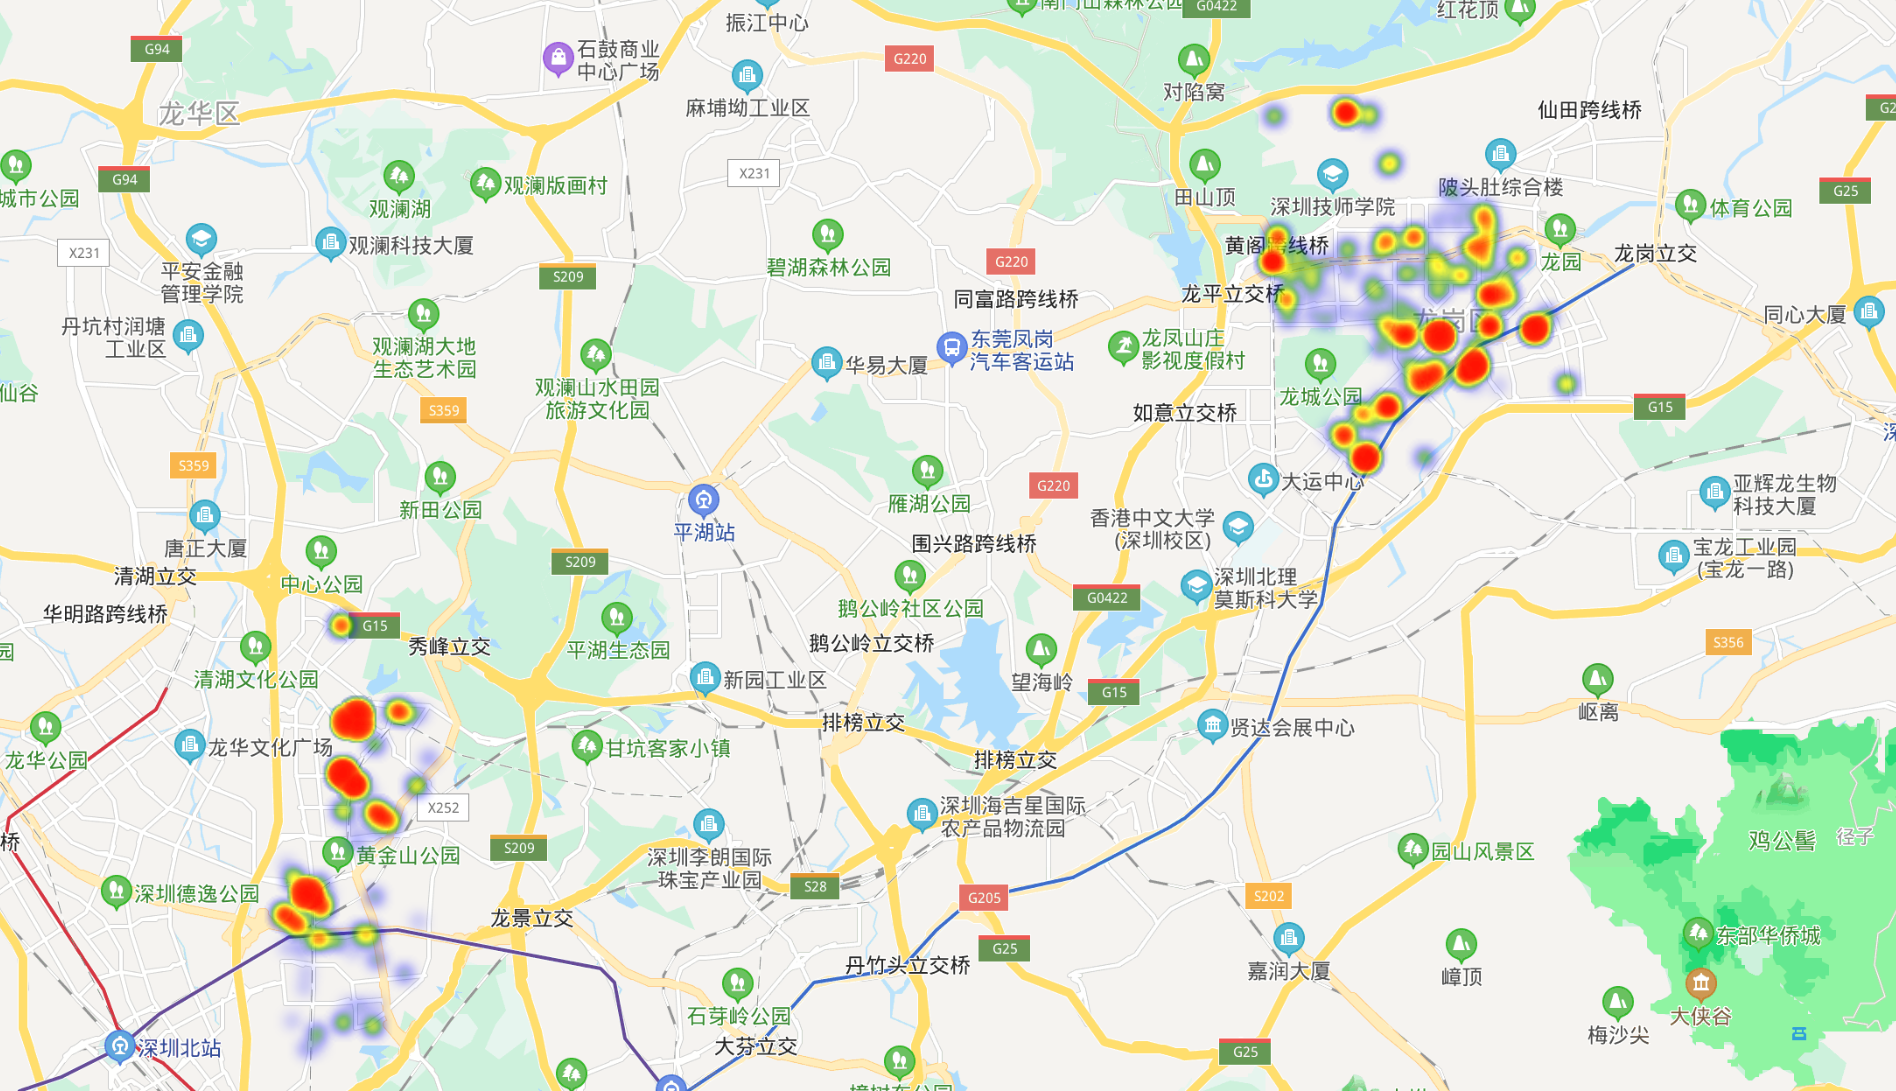 南门山森林公园
G0422
红花顶
振江中心
G94
石鼓商业
中心广场
G220
对陷窝
龙华区
麻埔坳工业区
仙田跨线桥
X231
G94
城市公园
观澜湖
观澜版画村
田山顶
深圳技师学院
陂头肚综合楼
体育公园
G25
X231
平安金融
管理学院
观澜科技大厦
碧湖森林公园
S209
G220
黄阁跨线桥
龙园
龙岗立交
同富路跨线桥
龙平立交桥
龙岗区
同心大厦
丹坑村润塘
工业区
观澜湖大地
生态艺术园
观澜山水田园
旅游文化园
华易大厦
东莞凤岗
汽车客运站
龙凤山庄
影视度假村
龙城公园
仙谷
S359
如意立交桥
G15
S359
新田公园
平湖站
雁湖公园
G220
大运中心
亚辉龙生物
科技大厦
唐正大厦
香港中文大学
(深圳校区)
围兴路跨线桥
清湖立交
中心公园
S209
宝龙工业园
(宝龙一路)
华明路跨线桥
G15
鹅公岭社区公园
G0422
深圳北理
莫斯科大学
秀峰立交
平湖生态园
鹅公岭立交桥
S356
园
清湖文化公园
新园工业区
望海岭
G15
岖离
龙华公园
龙华文化广场
甘坑客家小镇
排榜立交
贤达会展中心
排榜立交
X252
深圳海吉星国际
农产品物流园
桥
黄金山公园
S209
深圳李朗国际
珠宝产业园
S28
园山风景区
鸡公髻
径子
深圳德逸公园
龙景立交
G205
S202
G25
东部华侨城
丹竹头立交桥
嘉润大厦
嶂顶
石芽岭公园
大侠谷
梅沙尖
深圳北站
大芬立交
G25